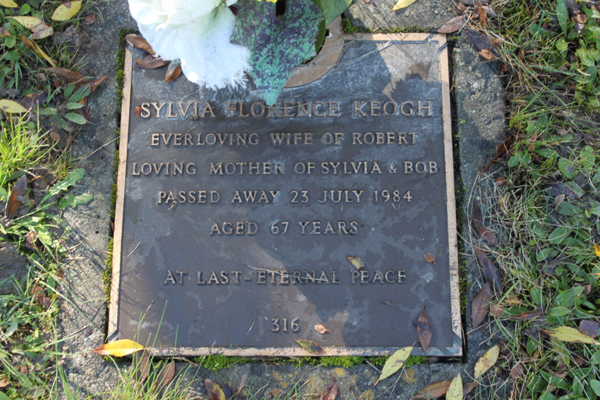 SYLVIA FLORENCE KEOGH
EVERLOVING WIFE OF ROBERT
LOVING MOTHER OF SYLVIA & BOB
PASSED AWAY 23 JULY 1984
AGED 67 YEARS
AT LAST - ETERNAL PEACE
316